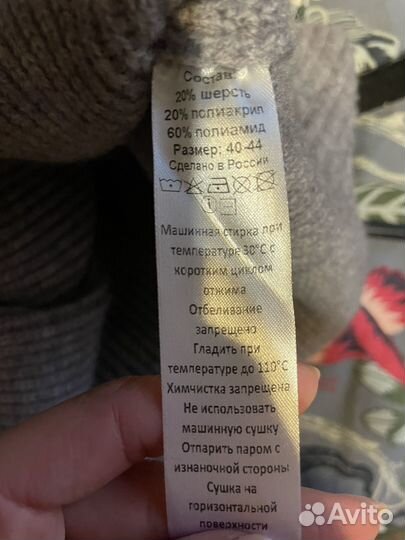 Состав:
20% шерсть
20% полиакрил
60% полиамид
Размер: 40-44
Сделано в России
Машинная стирка при
температуре 30°С с
коротким циклом
отжима
Отбеливание
запрещено
Гладить при
температуре до 110°С
Химчистка запрещена
Не использовать
машинную сушку
Отпарить паром с
изнаночной стороны
Сушка на
горизонтальной
поверхности
Avito